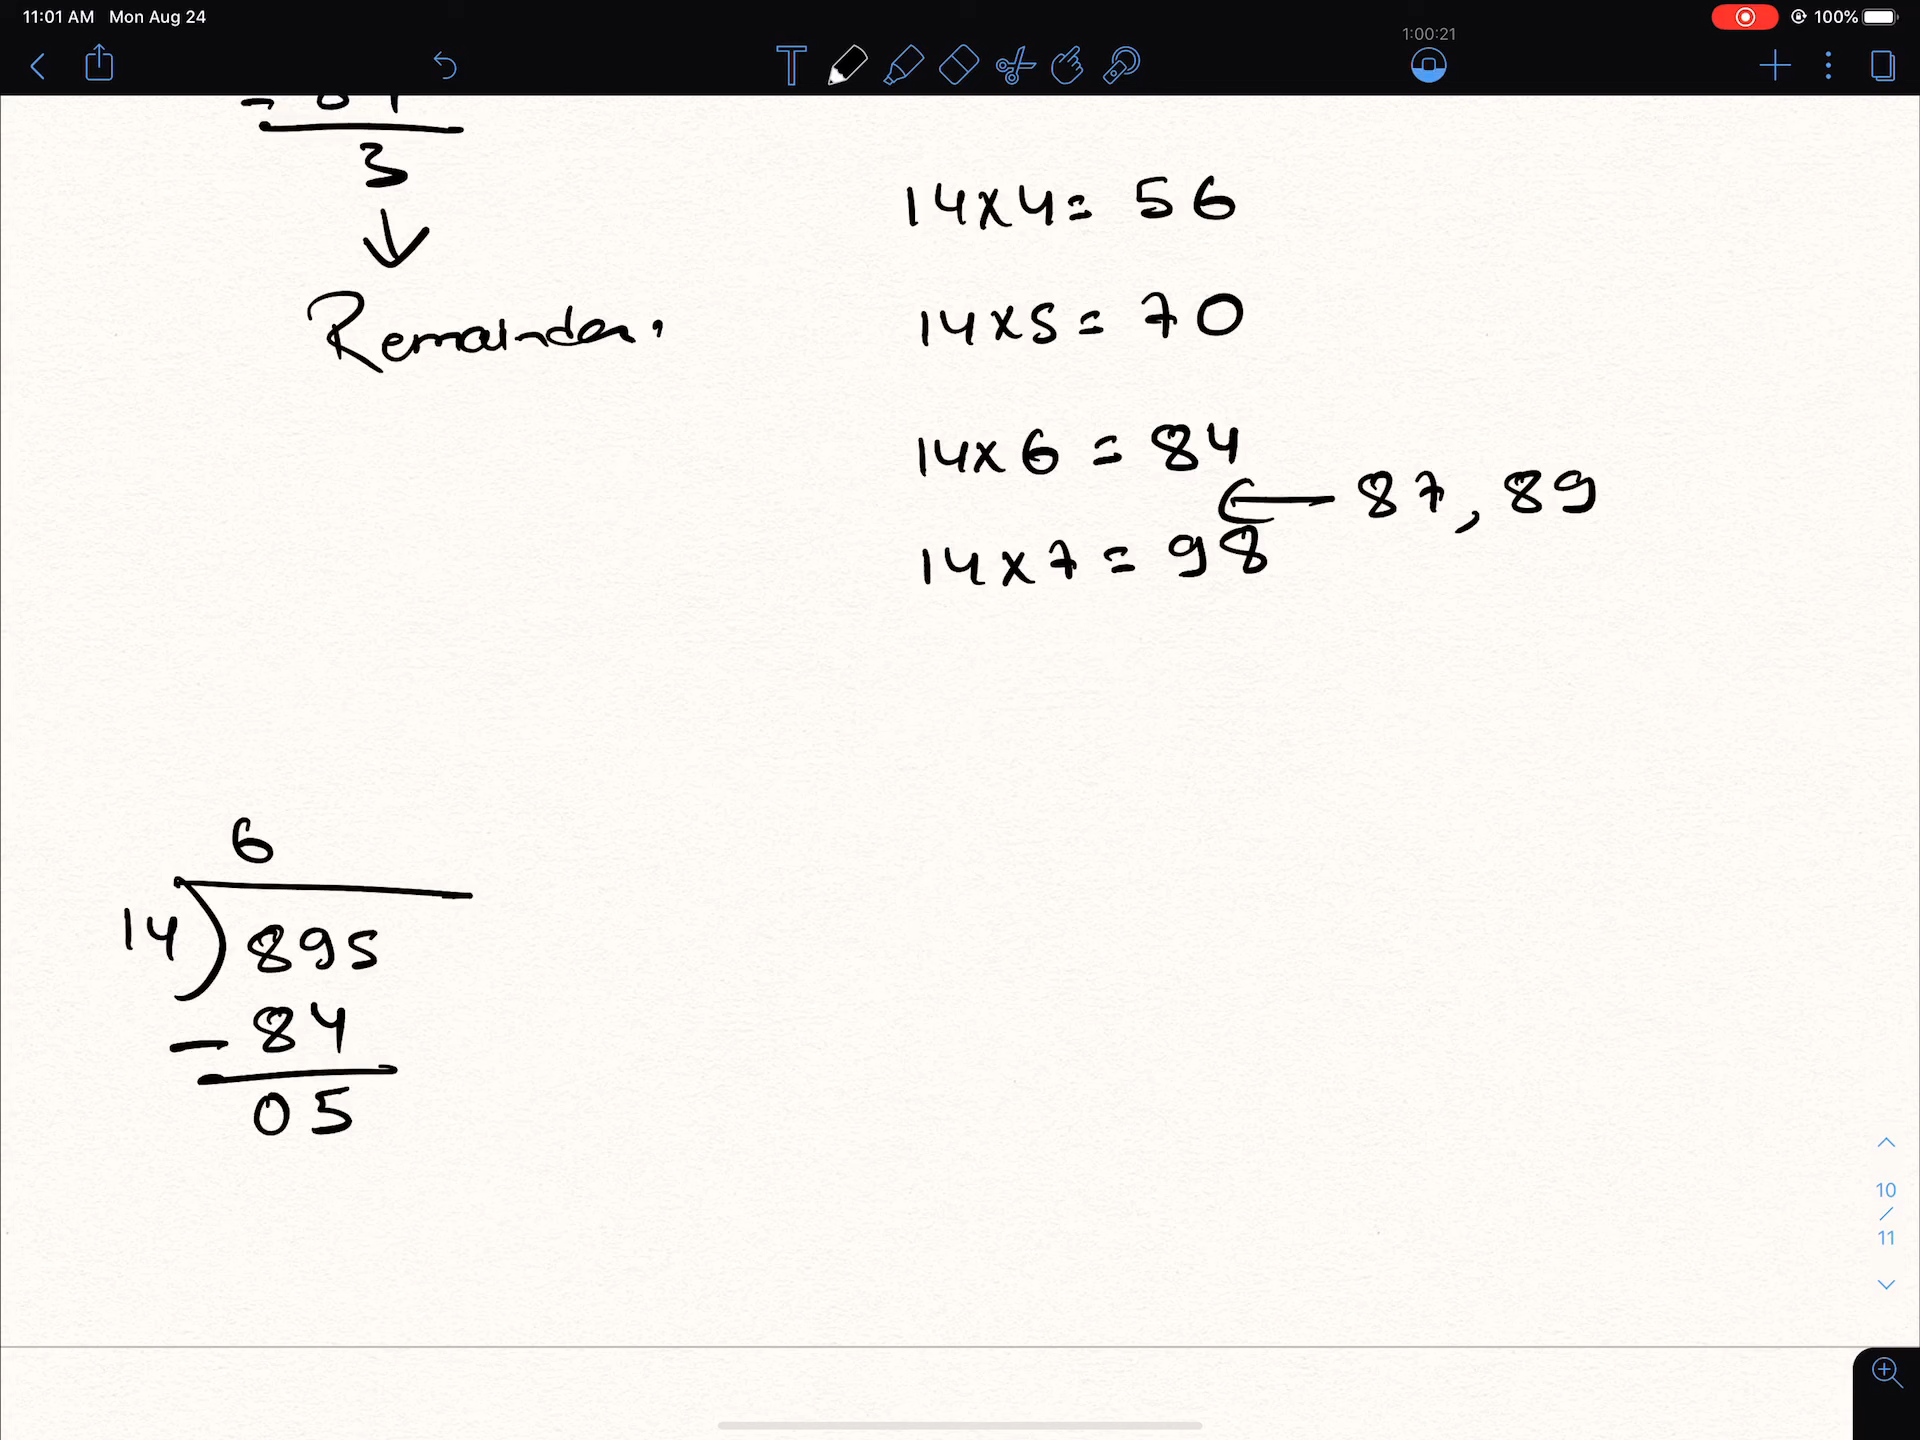 11:01 AM Mon Aug 24
100%
1:00:21
T
3
Remainder.
14x4= 56
14x5= 70
14x6 = 84
87, 89
14x7 = 98
6
14) 895
- 84
05
10
/
11